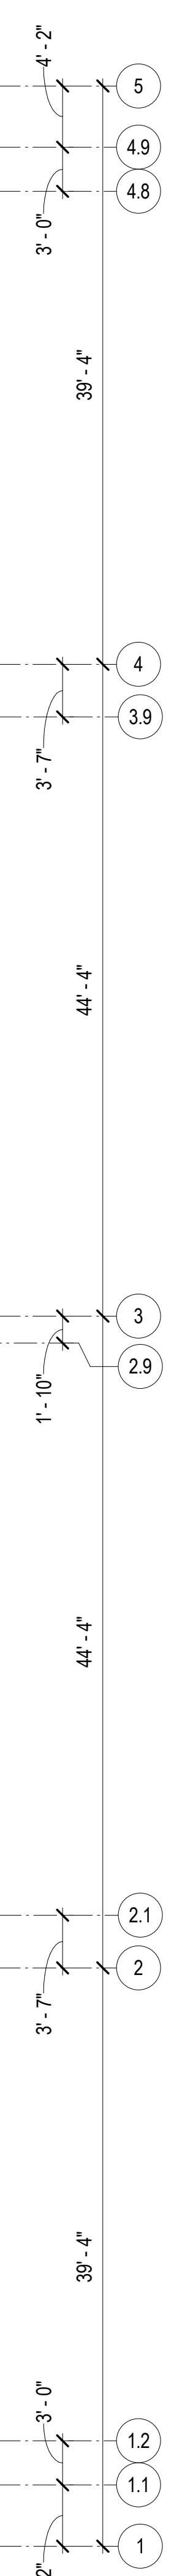 4' - 2"
5
4.9
4.8
3' - 0"
39' - 4"
4
3.9
3' - 7"
44' - 4"
3
2.9
1' - 10"
44' - 4"
2.1
2
3' - 7"
39' - 4"
3' - 0"
1.2
1.1
1
2"